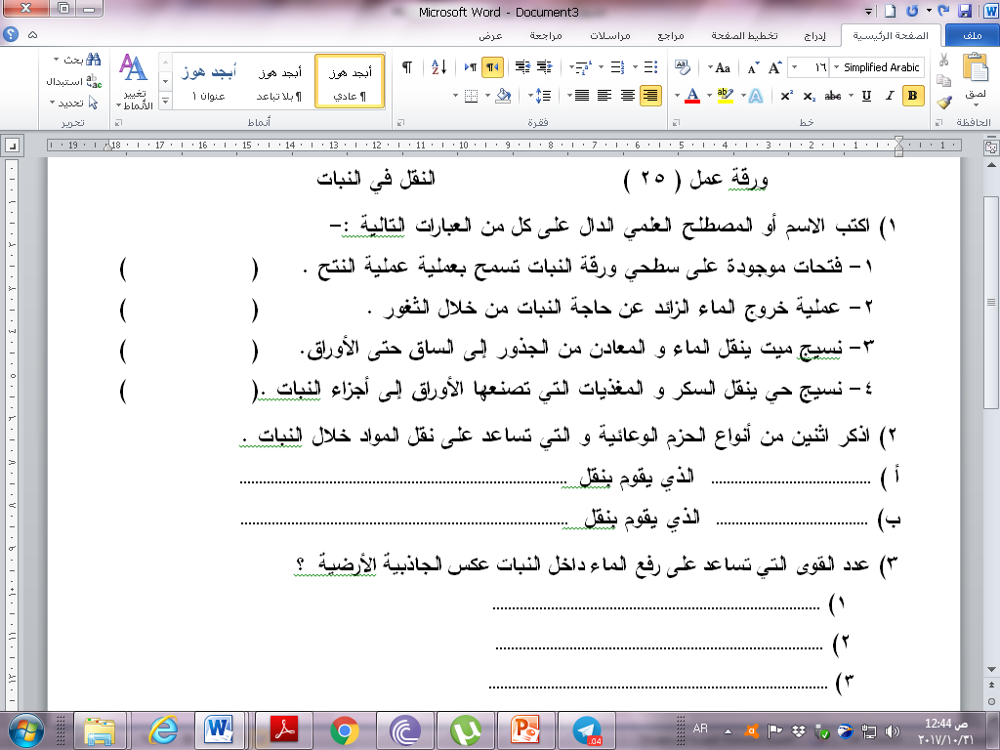 Microsoft Word - Document3
ملف
الصفحة الرئيسية
إدراج
تخطيط الصفحة
مراجع
مراسلات
مراجعة
عرض
لصق
الحافظة
Simplified Arabic
١٦
خط
فقرة
أبجد هوز
عادي
أبجد هوز
بلا تباعد
أبجد هوز
عنوان ١
تغيير الأنماط
أنماط
بحث
استبدال
تحديد
تحرير
ورقة عمل ( ٢٥ ) النقل في النبات
١) اكتب الاسم أو المصطلح العلمي الدال على كل من العبارات التالية :-
١- فتحات موجودة على سطحي ورقة النبات تسمح بعملية عملية النتح . ( )
٢- عملية خروج الماء الزائد عن حاجة النبات من خلال الثغور . ( )
٣- نسيج ميت ينقل الماء و المعادن من الجذور إلى الساق حتى الأوراق. ( )
٤- نسيج حي ينقل السكر و المغذيات التي تصنعها الأوراق إلى أجزاء النبات .( )
٢) اذكر اثنين من أنواع الحزم الوعائية و التي تساعد على نقل المواد خلال النبات .
أ ) ........................................ الذي يقوم بنقل ........................................
ب) ........................................ الذي يقوم بنقل ........................................
٣) عدد القوى التي تساعد على رفع الماء داخل النبات عكس الجاذبية الأرضية ؟
١) ........................................
٢) ........................................
٣) ........................................
AR
12:44 ص
٢٠١٧/١٠/٣١